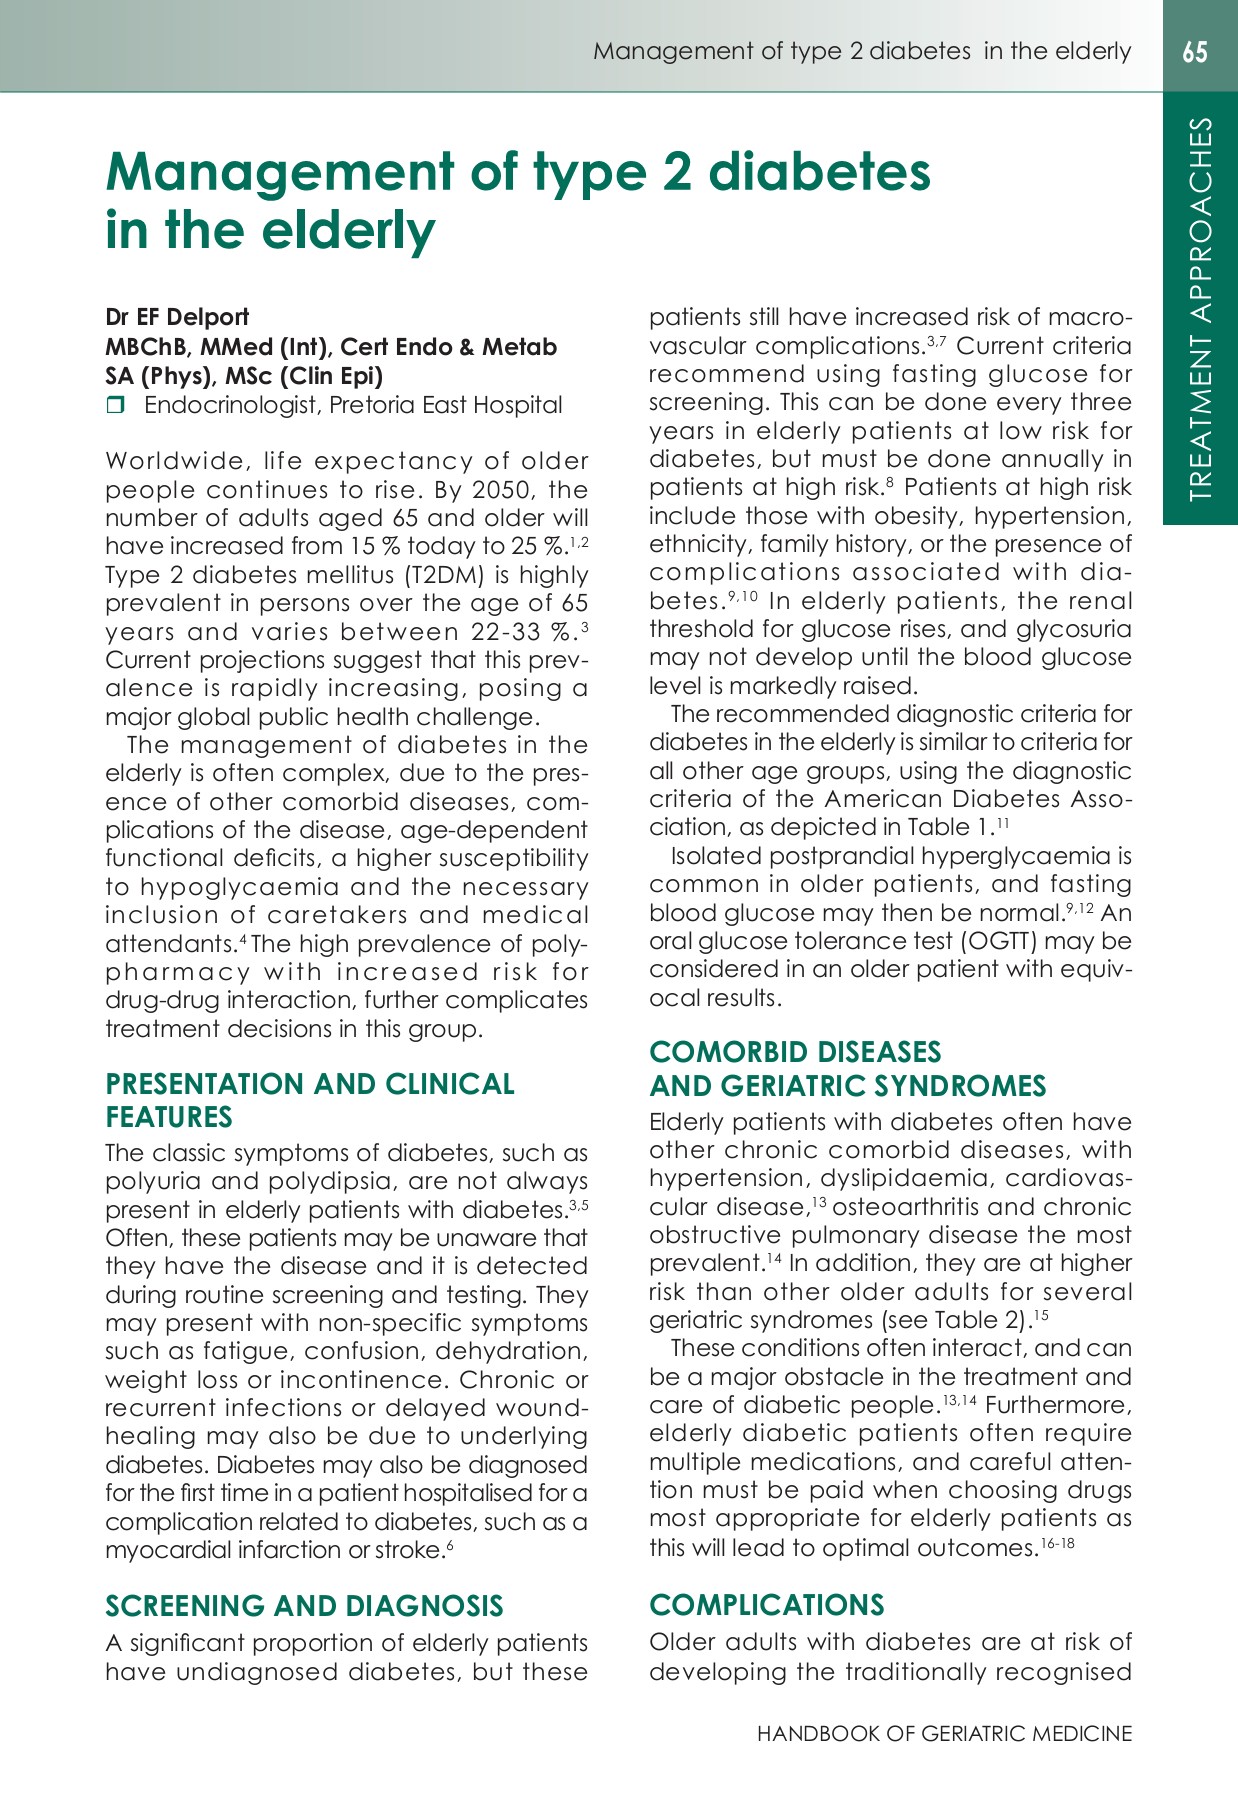 Management of type 2 diabetes in the elderly
65
TREATMENT APPROACHES
Management of type 2 diabetes
in the elderly
Dr EF Delport
MBChB, MMed (Int), Cert Endo & Metab
SA (Phys), MSc (Clin Epi)
❒ Endocrinologist, Pretoria East Hospital
Worldwide, life expectancy of older
people continues to rise. By 2050, the
number of adults aged 65 and older will
have increased from 15 % today to 25 %.1,2
Type 2 diabetes mellitus (T2DM) is highly
prevalent in persons over the age of 65
years and varies between 22-33 %.3
Current projections suggest that this prev-
alence is rapidly increasing, posing a
major global public health challenge.
The management of diabetes in the
elderly is often complex, due to the pres-
ence of other comorbid diseases, com-
plications of the disease, age-dependent
functional deficits, a higher susceptibility
to hypoglycaemia and the necessary
inclusion of caretakers and medical
attendants.4 The high prevalence of poly-
pharmacy with increased risk for
drug-drug interaction, further complicates
treatment decisions in this group.
PRESENTATION AND CLINICAL
FEATURES
The classic symptoms of diabetes, such as
polyuria and polydipsia, are not always
present in elderly patients with diabetes.3,5
Often, these patients may be unaware that
they have the disease and it is detected
during routine screening and testing. They
may present with non-specific symptoms
such as fatigue, confusion, dehydration,
weight loss or incontinence. Chronic or
recurrent infections or delayed wound-
healing may also be due to underlying
diabetes. Diabetes may also be diagnosed
for the first time in a patient hospitalised for a
complication related to diabetes, such as a
myocardial infarction or stroke.6
SCREENING AND DIAGNOSIS
A significant proportion of elderly patients
have undiagnosed diabetes, but these
patients still have increased risk of macro-
vascular complications.3,7 Current criteria
recommend using fasting glucose for
screening. This can be done every three
years in elderly patients at low risk for
diabetes, but must be done annually in
patients at high risk.8 Patients at high risk
include those with obesity, hypertension,
ethnicity, family history, or the presence of
complications associated with dia-
betes.9,10 In elderly patients, the renal
threshold for glucose rises, and glycosuria
may not develop until the blood glucose
level is markedly raised.
The recommended diagnostic criteria for
diabetes in the elderly is similar to criteria for
all other age groups, using the diagnostic
criteria of the American Diabetes Asso-
ciation, as depicted in Table 1.11
Isolated postprandial hyperglycaemia is
common in older patients, and fasting
blood glucose may then be normal.9,12 An
oral glucose tolerance test (OGTT) may be
considered in an older patient with equiv-
ocal results.
COMORBID DISEASES
AND GERIATRIC SYNDROMES
Elderly patients with diabetes often have
other chronic comorbid diseases, with
hypertension, dyslipidaemia, cardiovas-
cular disease,13 osteoarthritis and chronic
obstructive pulmonary disease the most
prevalent.14 In addition, they are at higher
risk than other older adults for several
geriatric syndromes (see Table 2).15
These conditions often interact, and can
be a major obstacle in the treatment and
care of diabetic people.13,14 Furthermore,
elderly diabetic patients often require
multiple medications, and careful atten-
tion must be paid when choosing drugs
most appropriate for elderly patients as
this will lead to optimal outcomes.16-18
COMPLICATIONS
Older adults with diabetes are at risk of
developing the traditionally recognised
HANDBOOK OF GERIATRIC MEDICINE